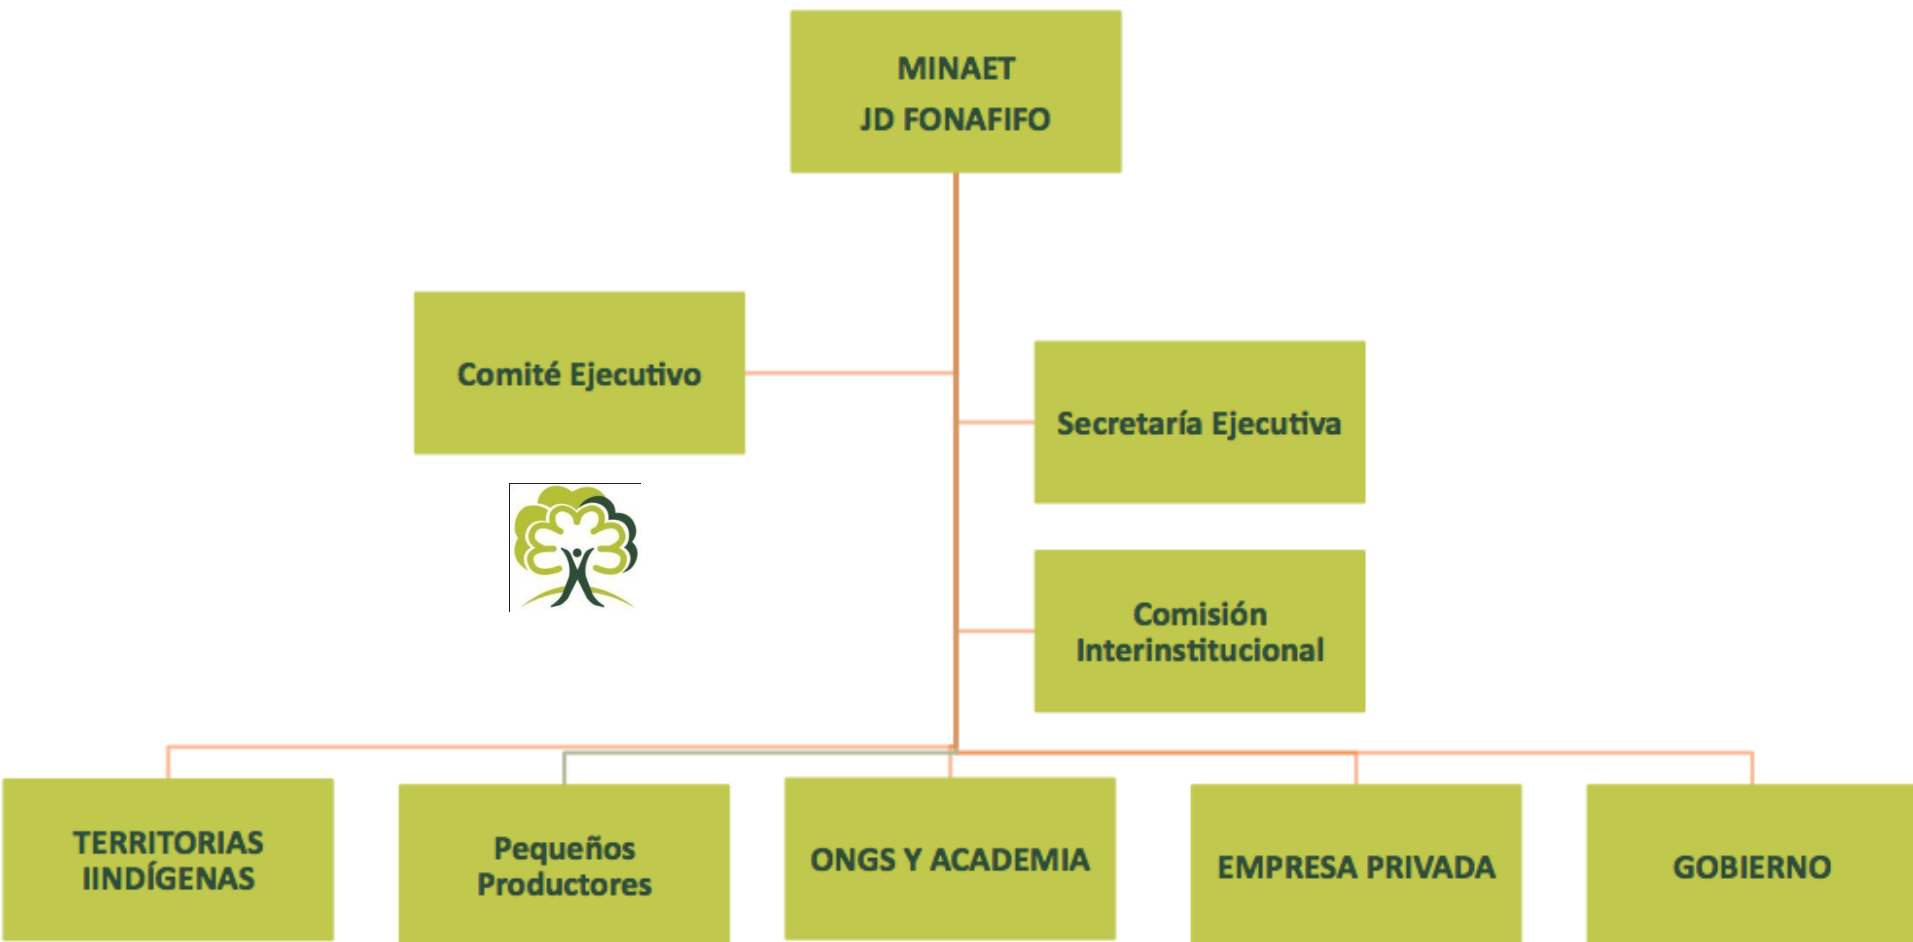 MINAET
JD FONAFIFO
Comité Ejecutivo
Secretaría Ejecutiva
Comisión
Interinstitucional
TERRITORIAS
IINDÍGENAS
Pequeños
Productores
ONGS Y ACADEMIA
EMPRESA PRIVADA
GOBIERNO